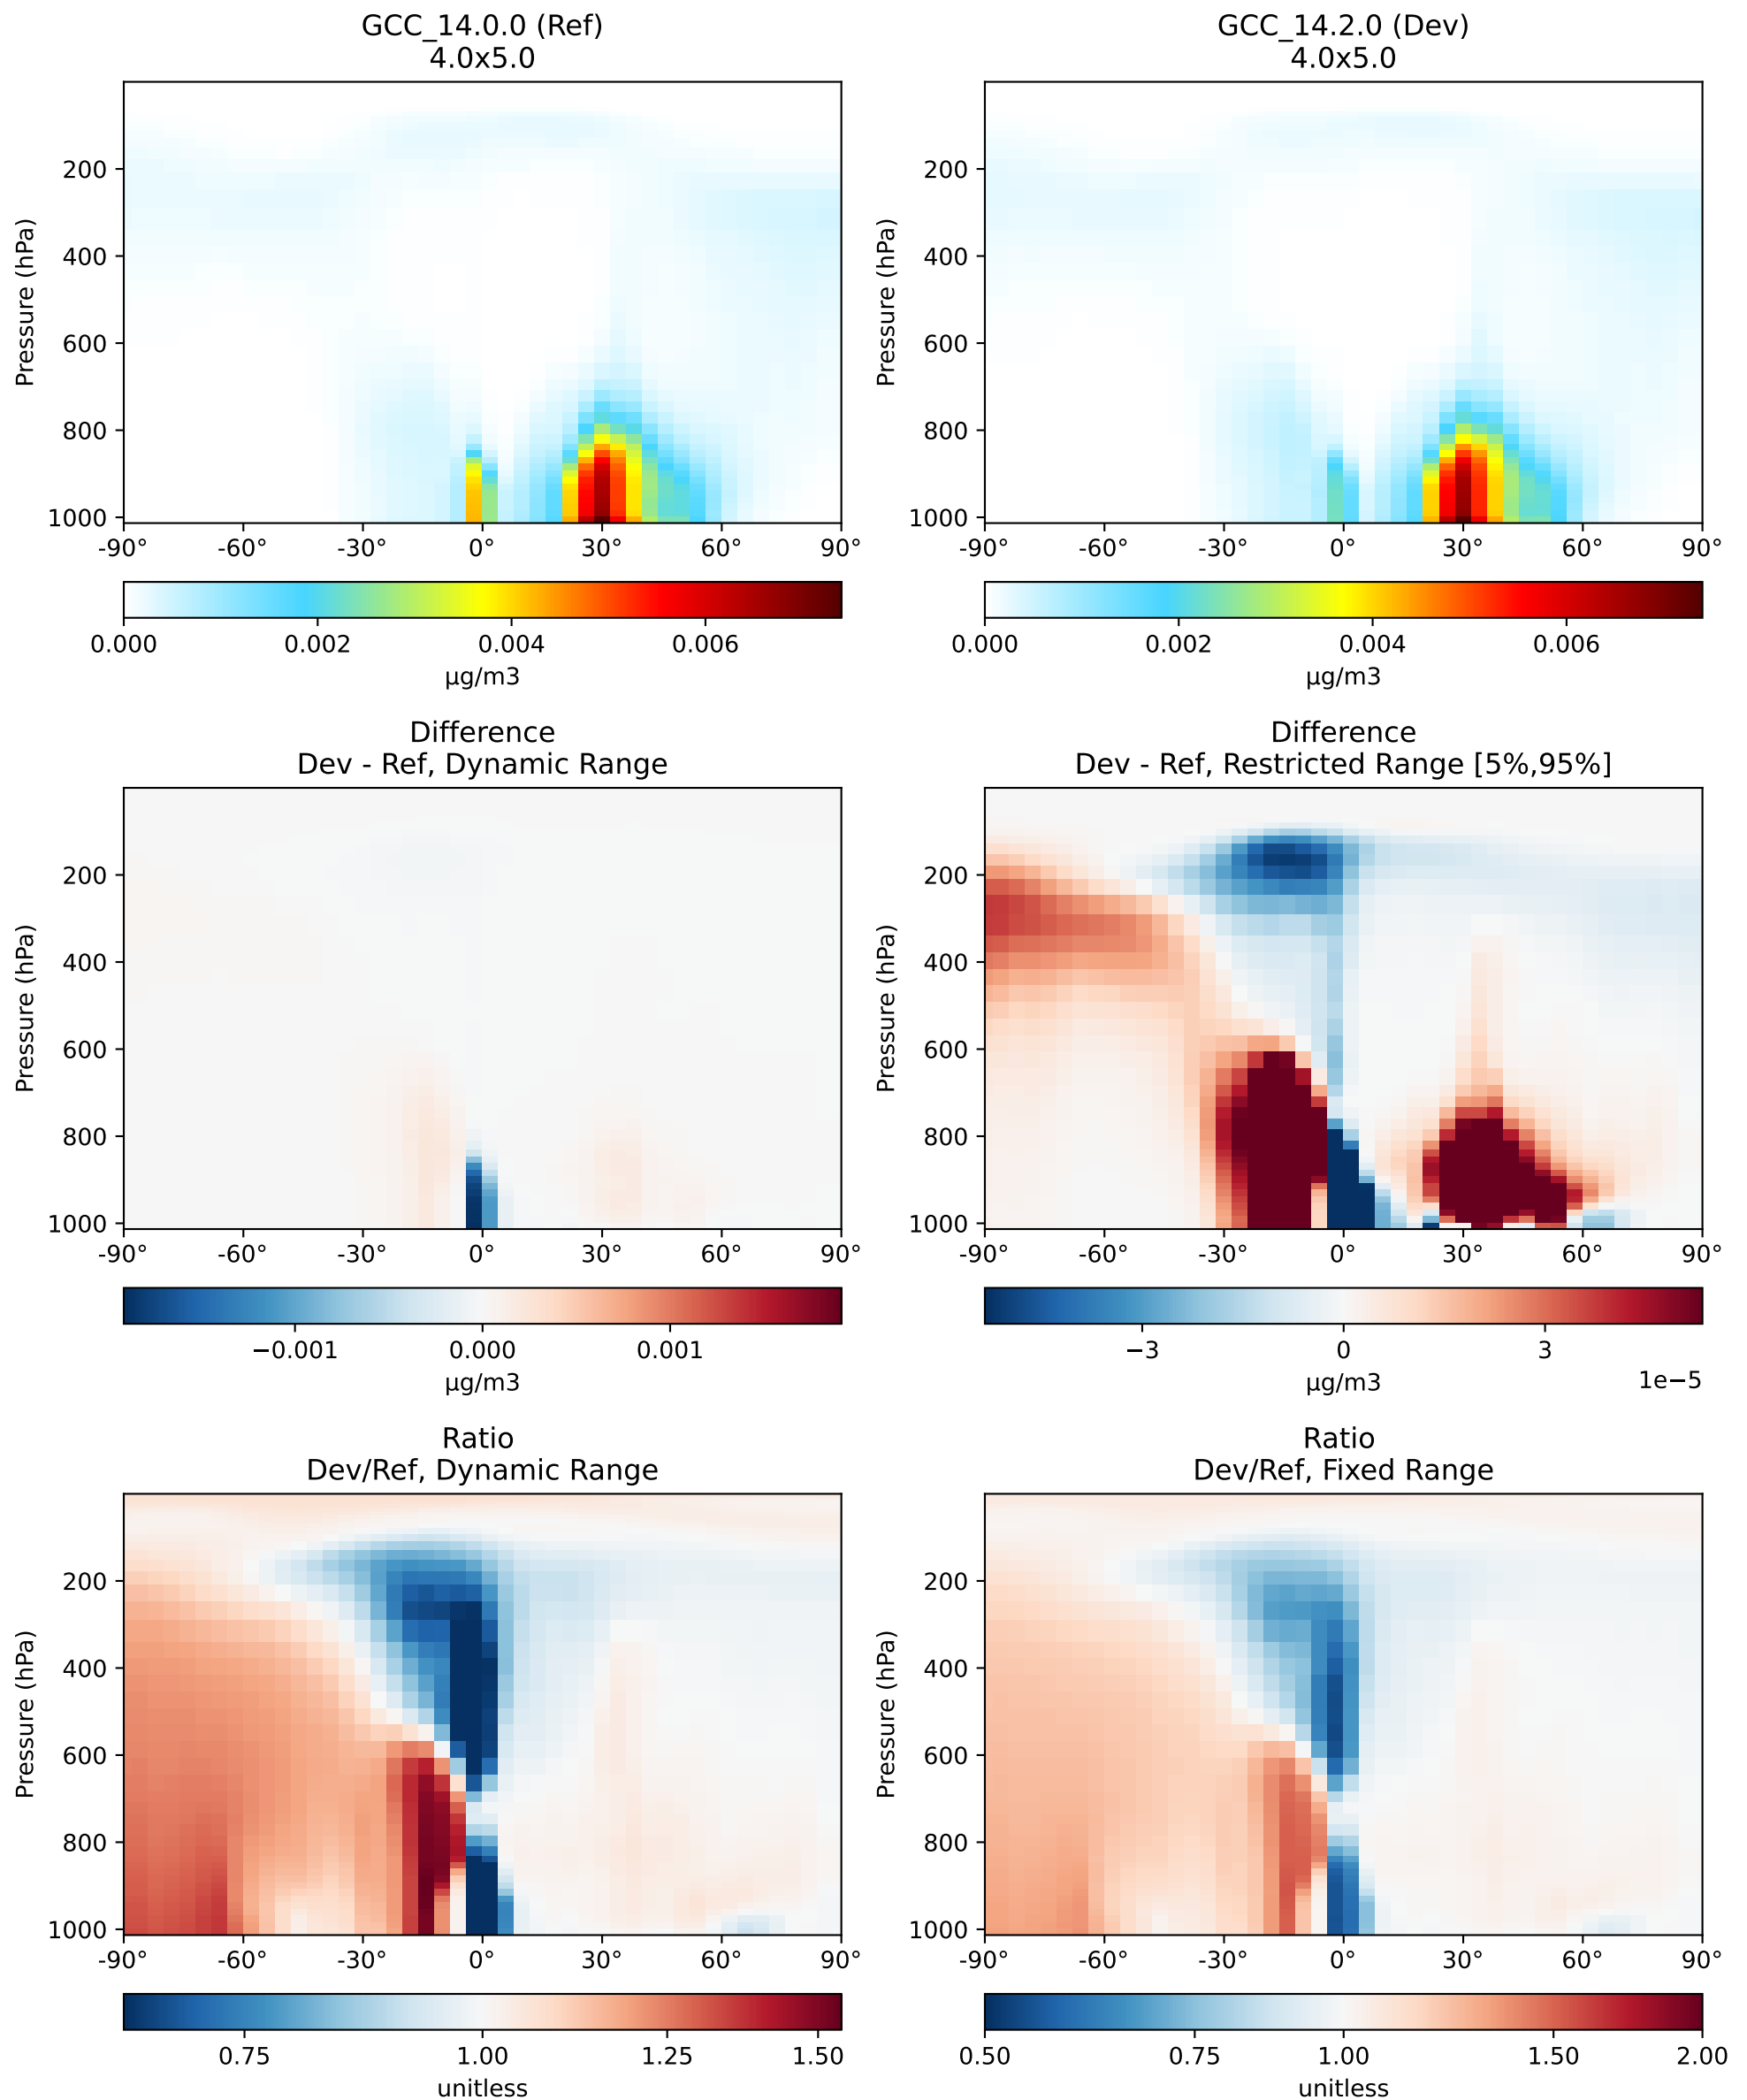 GCC_14.0.0 (Ref)
4.0x5.0
Pressure (hPa)
200
400
600
800
1000
-90° -60° -30° 0° 30° 60° 90°
0.000 0.002 0.004 0.006
µg/m3
GCC_14.2.0 (Dev)
4.0x5.0
Pressure (hPa)
200
400
600
800
1000
-90° -60° -30° 0° 30° 60° 90°
0.000 0.002 0.004 0.006
µg/m3
Difference
Dev - Ref, Dynamic Range
Pressure (hPa)
200
400
600
800
1000
-90° -60° -30° 0° 30° 60° 90°
−0.001 0.000 0.001
µg/m3
Difference
Dev - Ref, Restricted Range [5%,95%]
Pressure (hPa)
200
400
600
800
1000
-90° -60° -30° 0° 30° 60° 90°
−3 0 3
µg/m3
1e−5
Ratio
Dev/Ref, Dynamic Range
Pressure (hPa)
200
400
600
800
1000
-90° -60° -30° 0° 30° 60° 90°
0.75 1.00 1.25 1.50
unitless
Ratio
Dev/Ref, Fixed Range
Pressure (hPa)
200
400
600
800
1000
-90° -60° -30° 0° 30° 60° 90°
0.50 0.75 1.00 1.50 2.00
unitless